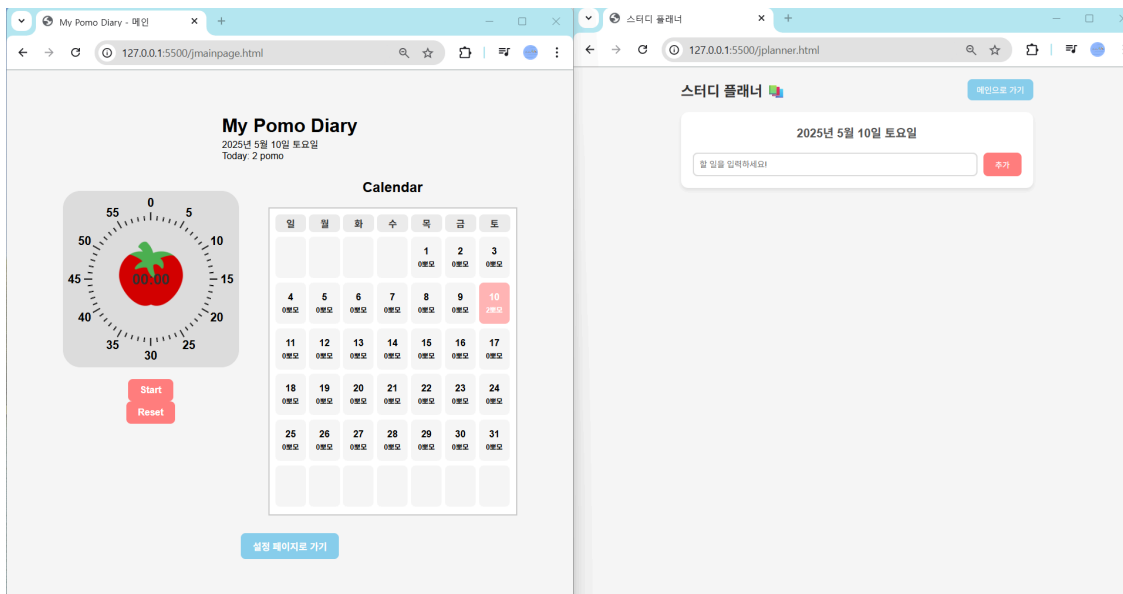 My Pomo Diary - 메인
127.0.0.1:5500/jmainpage.html
My Pomo Diary
2025년 5월 10일 토요일
Today: 2 pomo
0
5
10
15
20
25
30
35
40
45
50
55
00:00
Start
Reset
Calendar
일 월 화 수 목 금 토
1 2 3
0뽀모 0뽀모 0뽀모
4 5 6 7 8 9 10
0뽀모 0뽀모 0뽀모 0뽀모 0뽀모 0뽀모 2뽀모
11 12 13 14 15 16 17
0뽀모 0뽀모 0뽀모 0뽀모 0뽀모 0뽀모 0뽀모
18 19 20 21 22 23 24
0뽀모 0뽀모 0뽀모 0뽀모 0뽀모 0뽀모 0뽀모
25 26 27 28 29 30 31
0뽀모 0뽀모 0뽀모 0뽀모 0뽀모 0뽀모 0뽀모
설정 페이지로 가기
스터디 플래너
127.0.0.1:5500/jplanner.html
스터디 플래너
메인으로 가기
2025년 5월 10일 토요일
할 일을 입력하세요!
추가